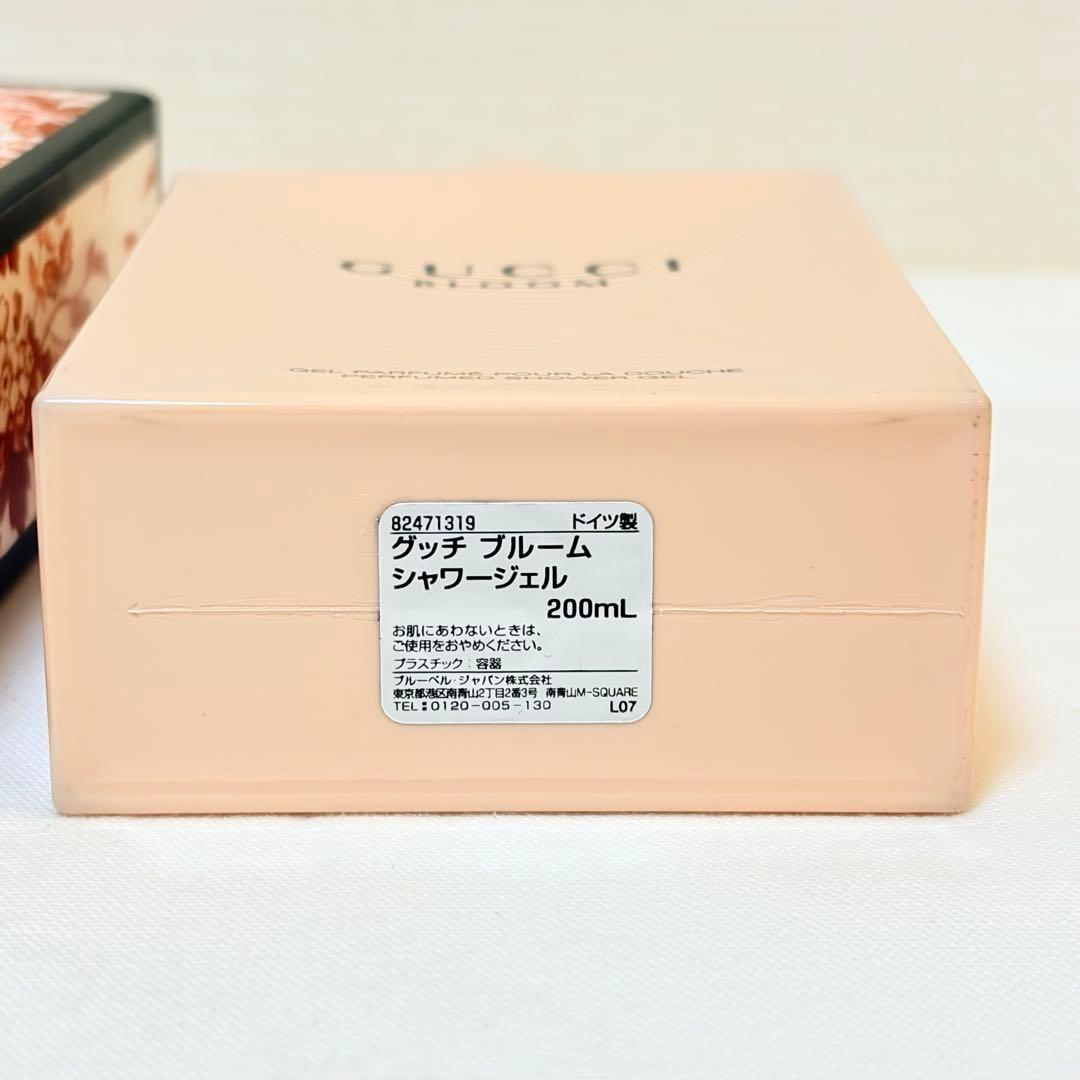 GUCCI
BLOOM
GEL PARFUMÉ POUR LA DOUCHE
PERFUMED SHOWER GEL
82471319 ドイツ製
グッチ ブルーム
シャワージェル
200mL
お肌にあわないときは、
ご使用をおやめください。
プラスチック:容器
ブルーベル・ジャパン株式会社
東京都港区南青山2丁目2番3号 南青山M-SQUARE
TEL:0120-005-130 L07